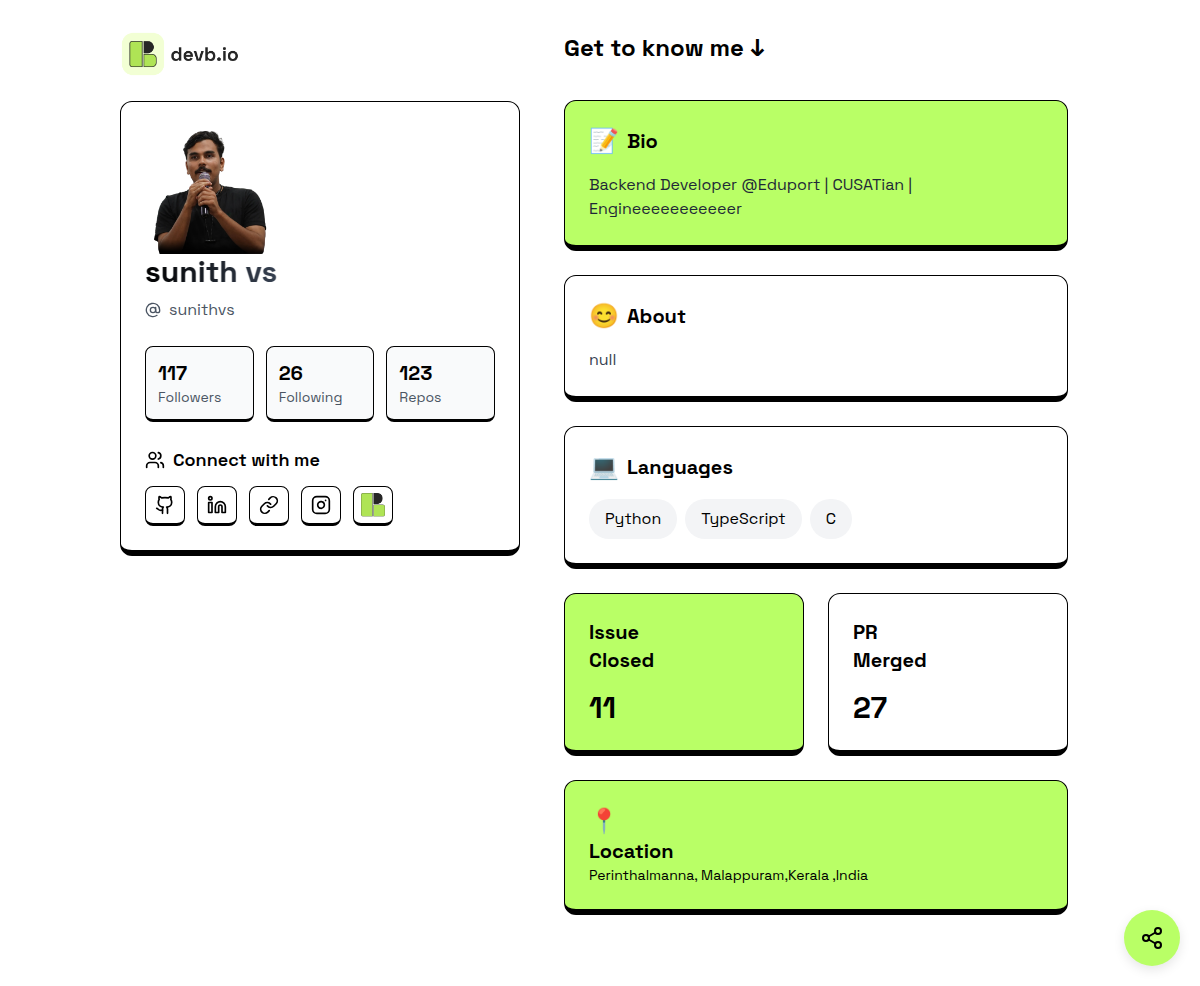 devb.io
sunith vs
@ sunithvs
117
Followers
26
Following
123
Repos
Connect with me
Get to know me ↓
📝 Bio
Backend Developer @Eduport | CUSATian |
Engineeeeeeeeeeer
😊 About
null
💻 Languages
Python
TypeScript
C
Issue
Closed
11
PR
Merged
27
📍
Location
Perinthalmanna, Malappuram,Kerala ,India